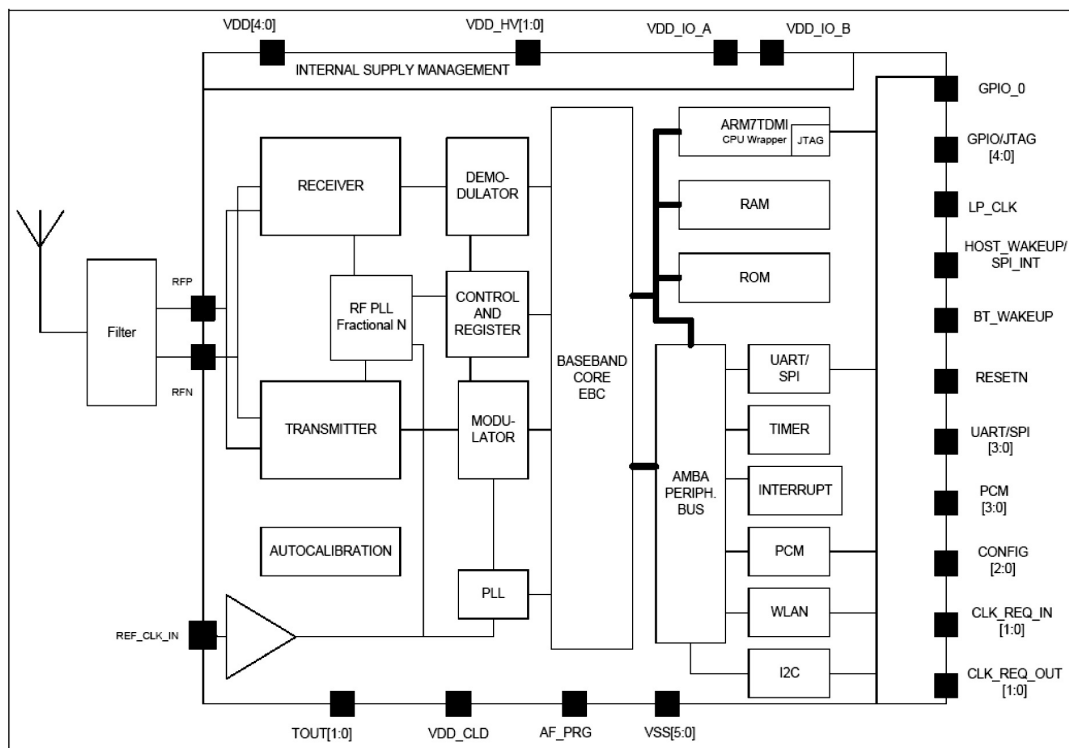 VDD[4:0]
VDD_HV[1:0]
VDD_IO_A
VDD_IO_B
INTERNAL SUPPLY MANAGEMENT
GPIO_0
GPIO/JTAG
[4:0]
LP_CLK
HOST_WAKEUP/
SPI_INT
BT_WAKEUP
RESETN
UART/SPI
[3:0]
PCM
[3:0]
CONFIG
[2:0]
CLK_REQ_IN
[1:0]
CLK_REQ_OUT
[1:0]
Filter
RFP
RFN
REF_CLK_IN
RECEIVER
DEMO-
DULATOR
RF PLL
Fractional N
CONTROL
AND
REGISTER
TRANSMITTER
MODU-
LATOR
AUTOCALIBRATION
PLL
BASEBAND
CORE
EBC
ARM7TDMI
CPU Wrapper
JTAG
RAM
ROM
AMBA
PERIPH.
BUS
UART/
SPI
TIMER
INTERRUPT
PCM
WLAN
I2C
TOUT[1:0]
VDD_CLD
AF_PRG
VSS[5:0]